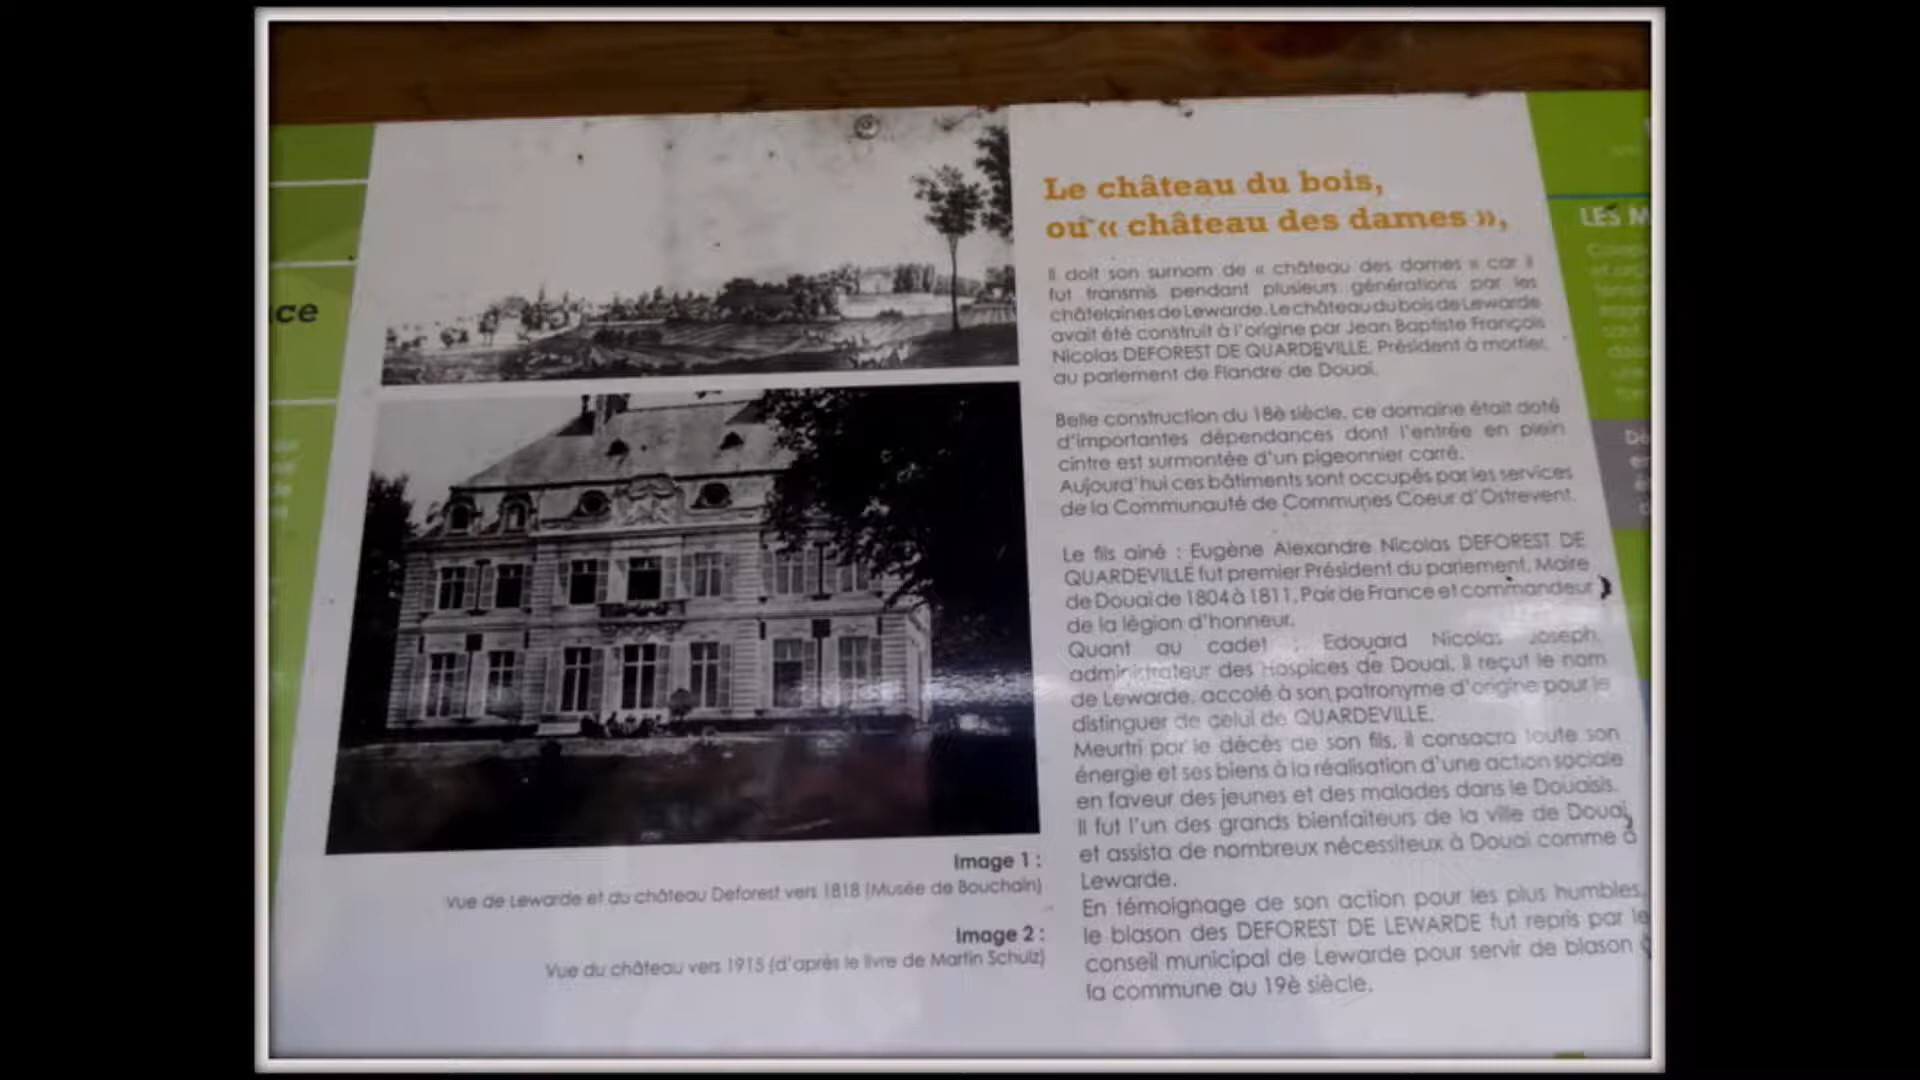 Le château du bois,
ou « château des dames »,
Il doit son surnom de « château des dames » car il
fut transmis pendant plusieurs générations par les
châtelaines de Lewarde. Le château du bois de Lewarde
avait été construit à l'origine par Jean Baptiste François
Nicolas DEFOREST DE QUARDEVILLE, Président à mortier,
au parlement de Flandre de Douai.
Belle construction du 18è siècle, ce domaine était doté
d'importantes dépendances dont l'entrée en plein
cintre est surmontée d'un pigeonnier carré.
Aujourd'hui ces bâtiments sont occupés par les services
de la Communauté de Communes Coeur d'Ostrevent.
Le fils ainé : Eugène Alexandre Nicolas DEFOREST DE
QUARDEVILLE fut premier Président du parlement, Maire
de Douai de 1804 à 1811, Pair de France et commandeur
de la légion d'honneur.
Quant au cadet : Edouard Nicolas Joseph,
administrateur des Hospices de Douai, il reçut le nom
de Lewarde, accolé à son patronyme d'origine pour le
distinguer de celui de QUARDEVILLE.
Meurtri par le décès de son fils, il consacra toute son
énergie et ses biens à la réalisation d'une action sociale
en faveur des jeunes et des malades dans le Douaisis.
Il fut l'un des grands bienfaiteurs de la ville de Douai,
et assista de nombreux nécessiteux à Douai comme à
Lewarde.
En témoignage de son action pour les plus humbles,
le blason des DEFOREST DE LEWARDE fut repris par le
conseil municipal de Lewarde pour servir de blason
la commune au 19è siècle.
Image 1 :
Vue de Lewarde et du château Deforest vers 1818 (Musée de Bouchain)
Image 2 :
Vue du château vers 1915 (d'après le livre de Martin Schulz)
ce
LES M